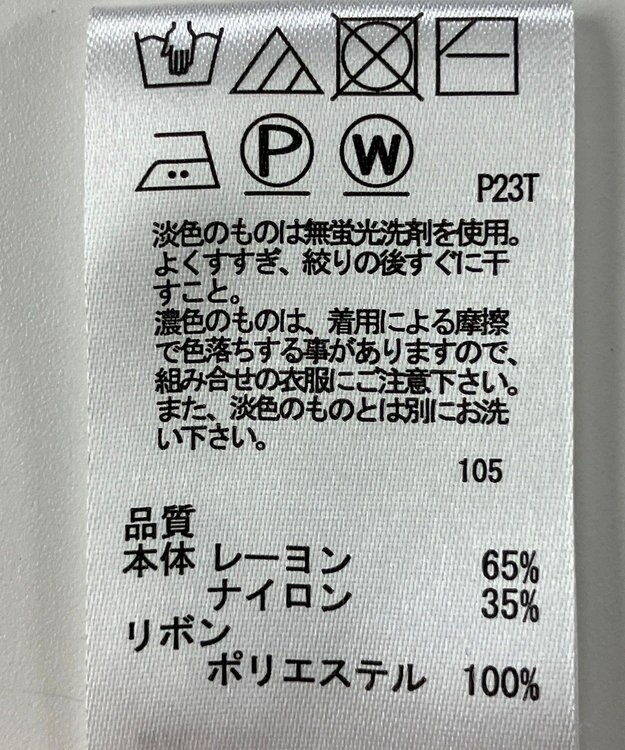 P W
P23T
淡色のものは無蛍光洗剤を使用。
よくすすぎ、絞りの後すぐに干
すこと。
濃色のものは、着用による摩擦
で色落ちする事がありますので、
組み合せの衣服にご注意下さい。
また、淡色のものとは別にお洗
い下さい。
105
品質
本体 レーヨン 65%
ナイロン 35%
リボン
ポリエステル 100%